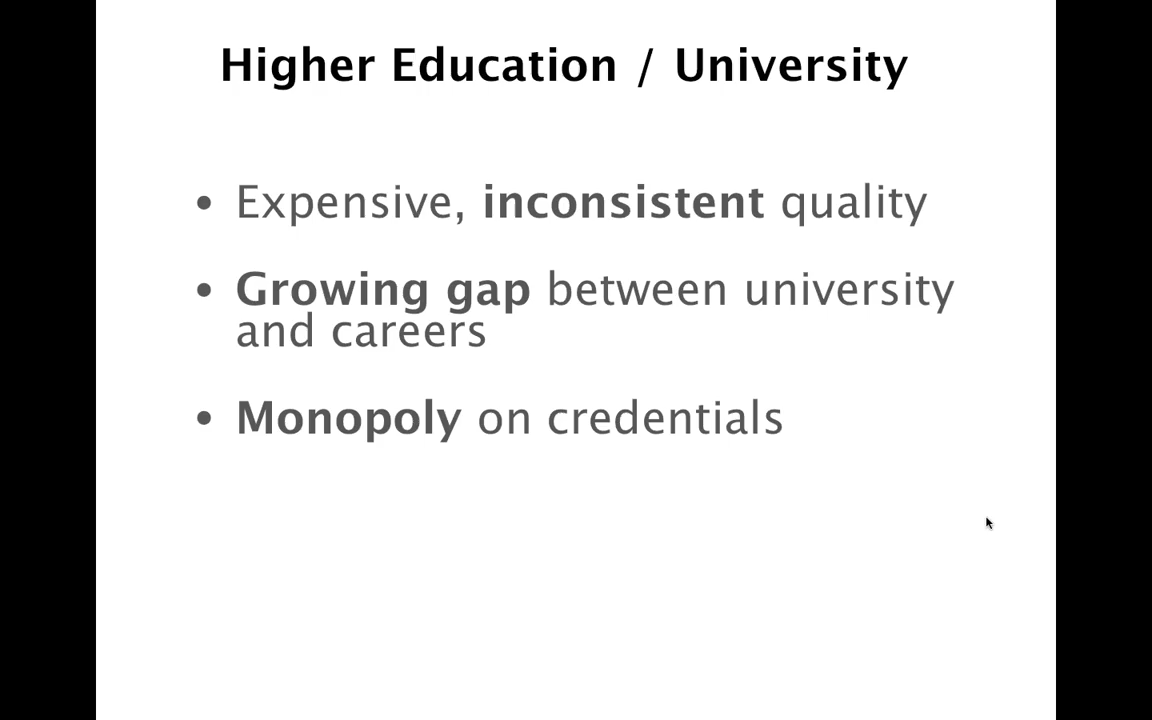 Higher Education / University
• Expensive, inconsistent quality
• Growing gap between university
and careers
• Monopoly on credentials